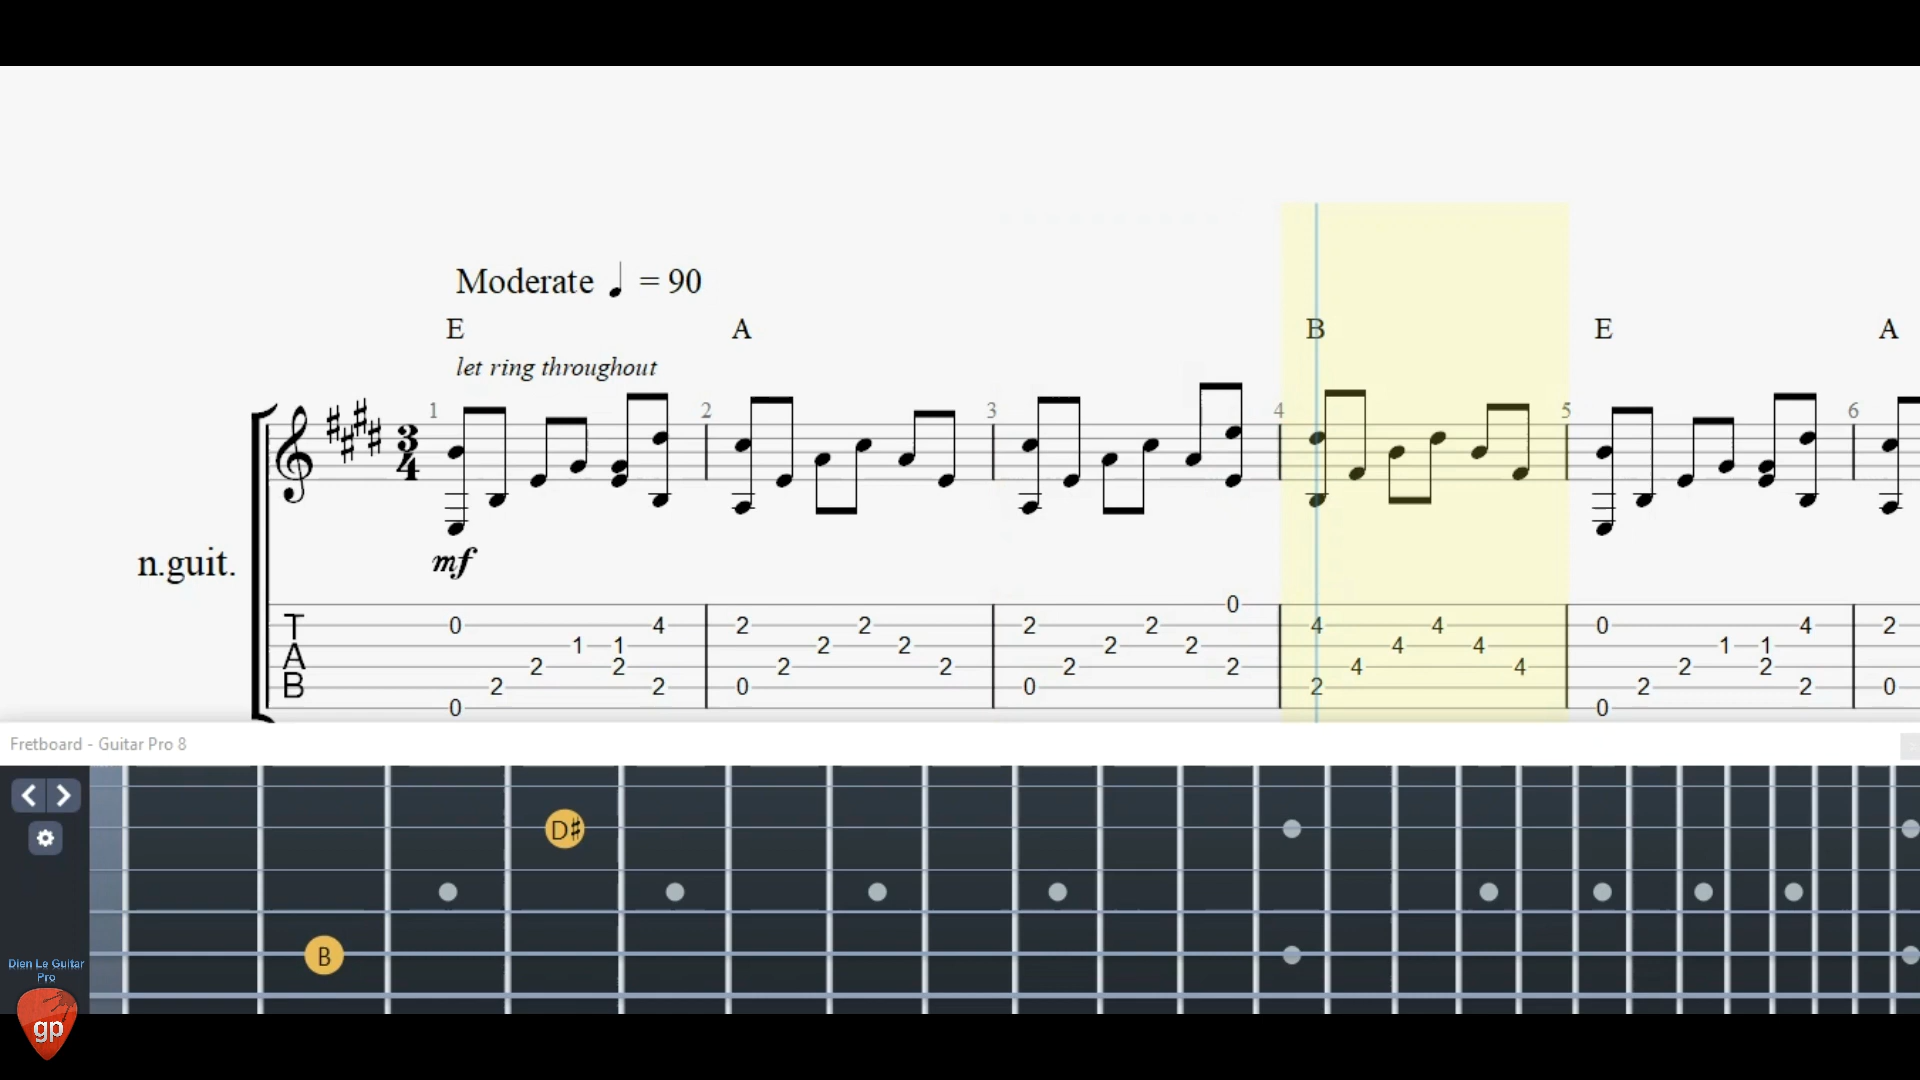 Moderate ♩ = 90
E A B E A
let ring throughout
1 2 3 4 5 6
3
4
mf
n.guit.
0
0 4 2 2 2 2 4 4 0 4 2
T
1 1 2 2 2 2 4 4 1 1
A
2 2 2 2 2 2 4 4 2 2
B
2 2 0 0 2 2 2 0
0 0
Fretboard - Guitar Pro 8
D♯
B
Dien Le Guitar
Pro
gp